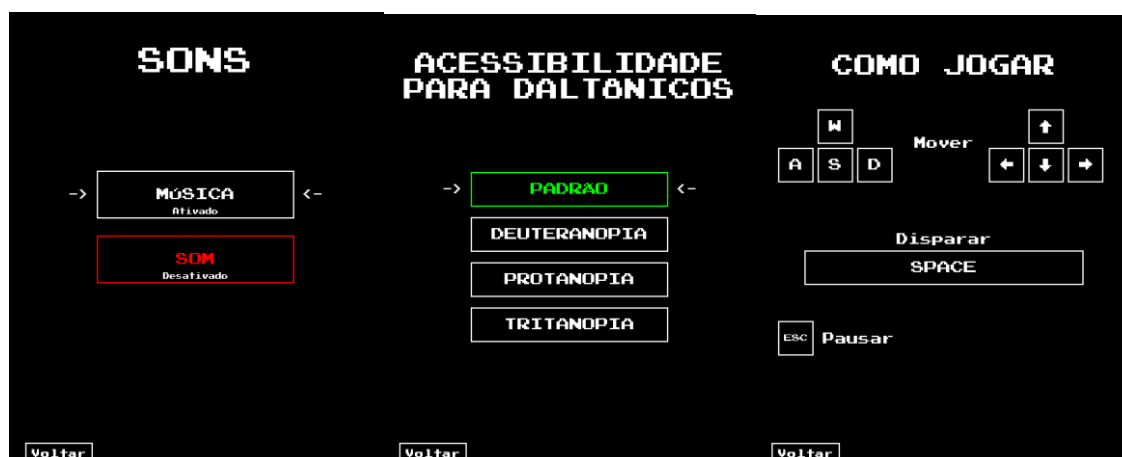 SONS
-> MÚSICA <-
Ativado
SOM
Desativado
Voltar
ACESSIBILIDADE
PARA DALTÔNICOS
-> PADRÃO <-
DEUTERANOPIA
PROTANOPIA
TRITANOPIA
Voltar
COMO JOGAR
W
A S D
Mover
↑
← ↓ →
Disparar
SPACE
ESC Pausar
Voltar